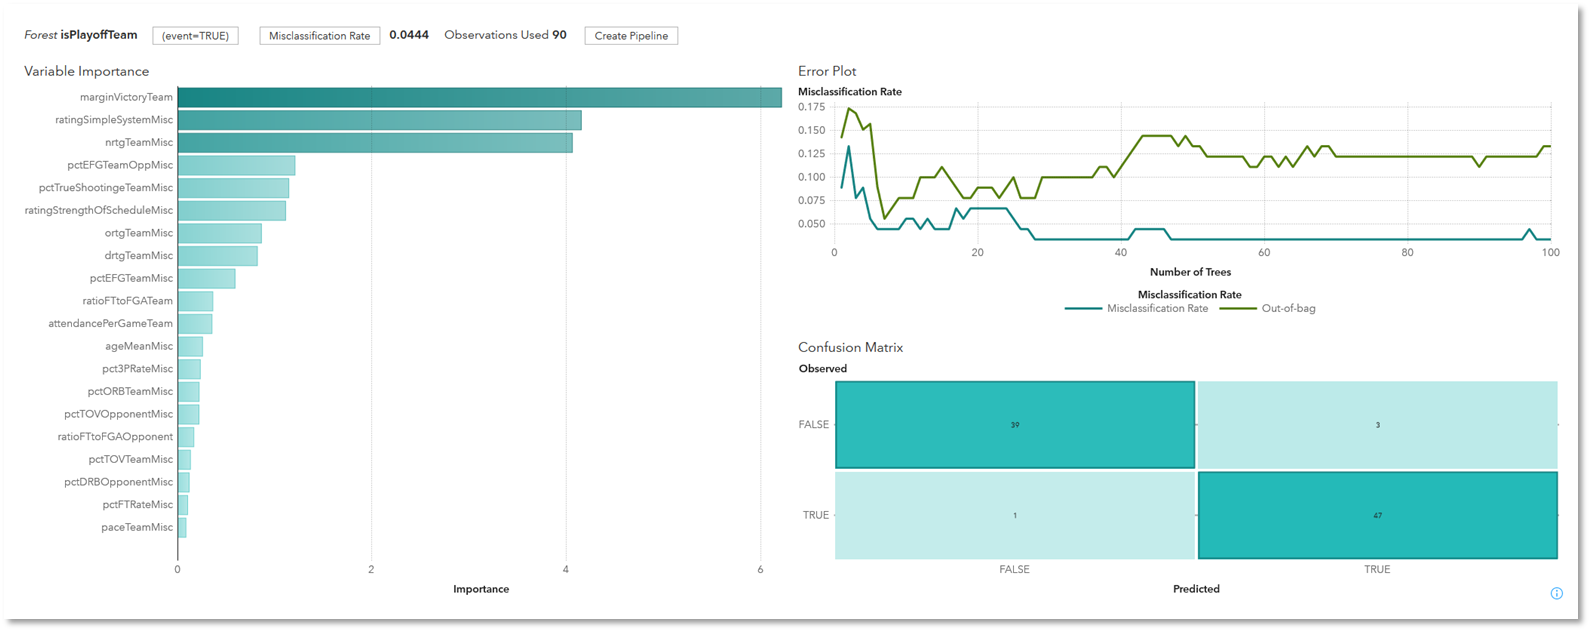 Forest isPlayoffTeam (event=TRUE) Misclassification Rate 0.0444 Observations Used 90 Create Pipeline
Variable Importance
marginVictoryTeam
ratingSimpleSystemMisc
nrtgTeamMisc
pctEFGTeamOppMisc
pctTrueShootingeTeamMisc
ratingStrengthOfScheduleMisc
ortgTeamMisc
drtgTeamMisc
pctEFGTeamMisc
ratioFTtoFGATeam
attendancePerGameTeam
ageMeanMisc
pct3PRateMisc
pctORBTeamMisc
pctTOVOpponentMisc
ratioFTtoFGAOpponent
pctTOVTeamMisc
pctDRBOpponentMisc
pctFTRateMisc
paceTeamMisc
0 2 4 6
Importance
Error Plot
Misclassification Rate
0.175
0.150
0.125
0.100
0.075
0.050
0 20 40 60 80 100
Number of Trees
Misclassification Rate
Misclassification Rate Out-of-bag
Confusion Matrix
Observed
FALSE 39 3
TRUE 1 47
FALSE TRUE
Predicted